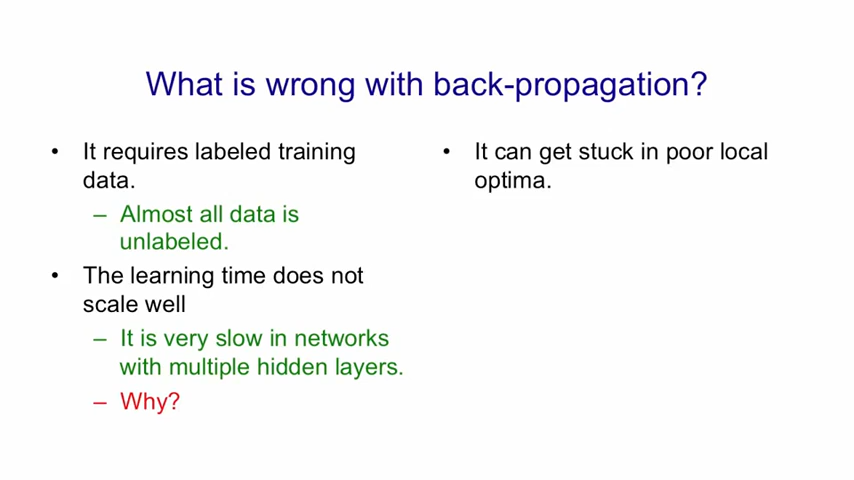 What is wrong with back-propagation?
• It requires labeled training
data.
– Almost all data is
unlabeled.
• The learning time does not
scale well
– It is very slow in networks
with multiple hidden layers.
– Why?
• It can get stuck in poor local
optima.